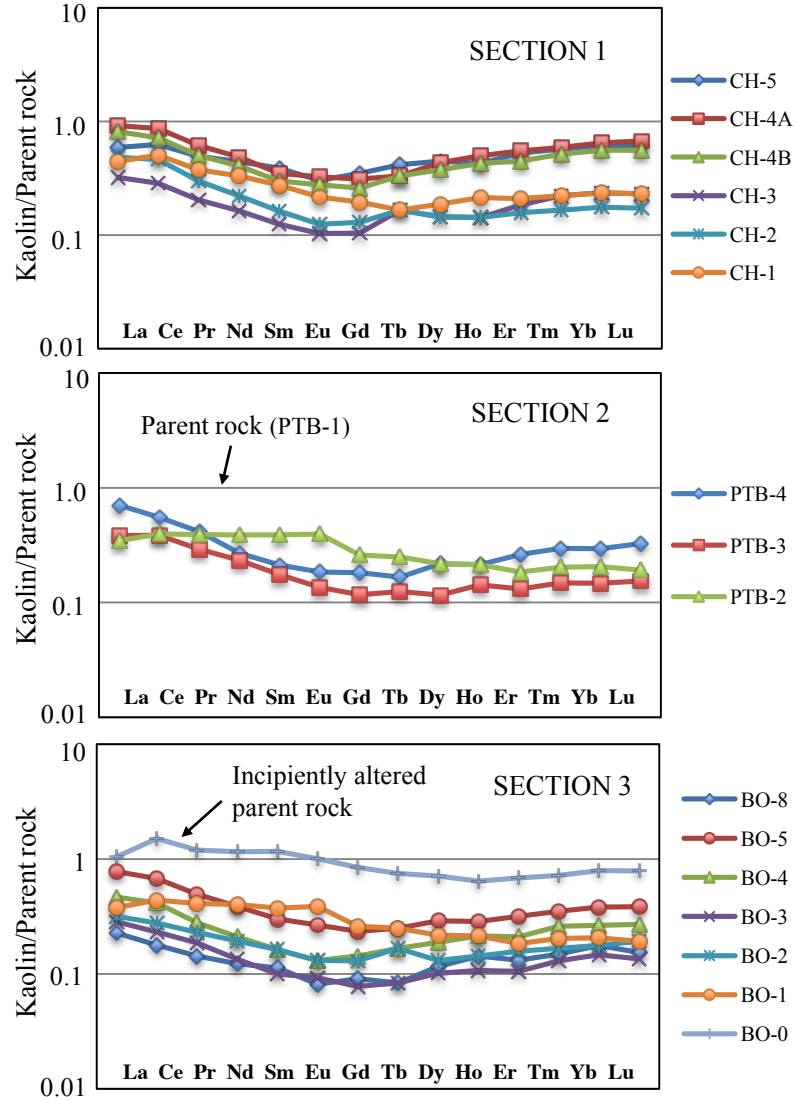 10
SECTION 1
1.0
0.1
0.01
Kaolin/Parent rock
La Ce Pr Nd Sm Eu Gd Tb Dy Ho Er Tm Yb Lu
CH-5
CH-4A
CH-4B
CH-3
CH-2
CH-1
10
SECTION 2
Parent rock (PTB-1)
1.0
0.1
0.01
Kaolin/Parent rock
La Ce Pr Nd Sm Eu Gd Tb Dy Ho Er Tm Yb Lu
PTB-4
PTB-3
PTB-2
10
SECTION 3
Incipiently altered
parent rock
1
0.1
0.01
Kaolin/Parent rock
La Ce Pr Nd Sm Eu Gd Tb Dy Ho Er Tm Yb Lu
BO-8
BO-5
BO-4
BO-3
BO-2
BO-1
BO-0